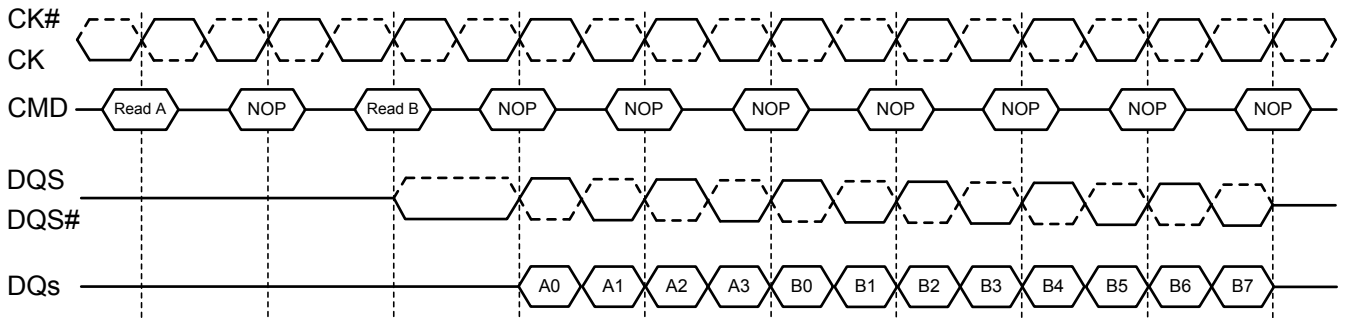 CK#
CK
CMD Read A NOP Read B NOP NOP NOP NOP NOP NOP NOP
DQS
DQS#
DQs A0 A1 A2 A3 B0 B1 B2 B3 B4 B5 B6 B7